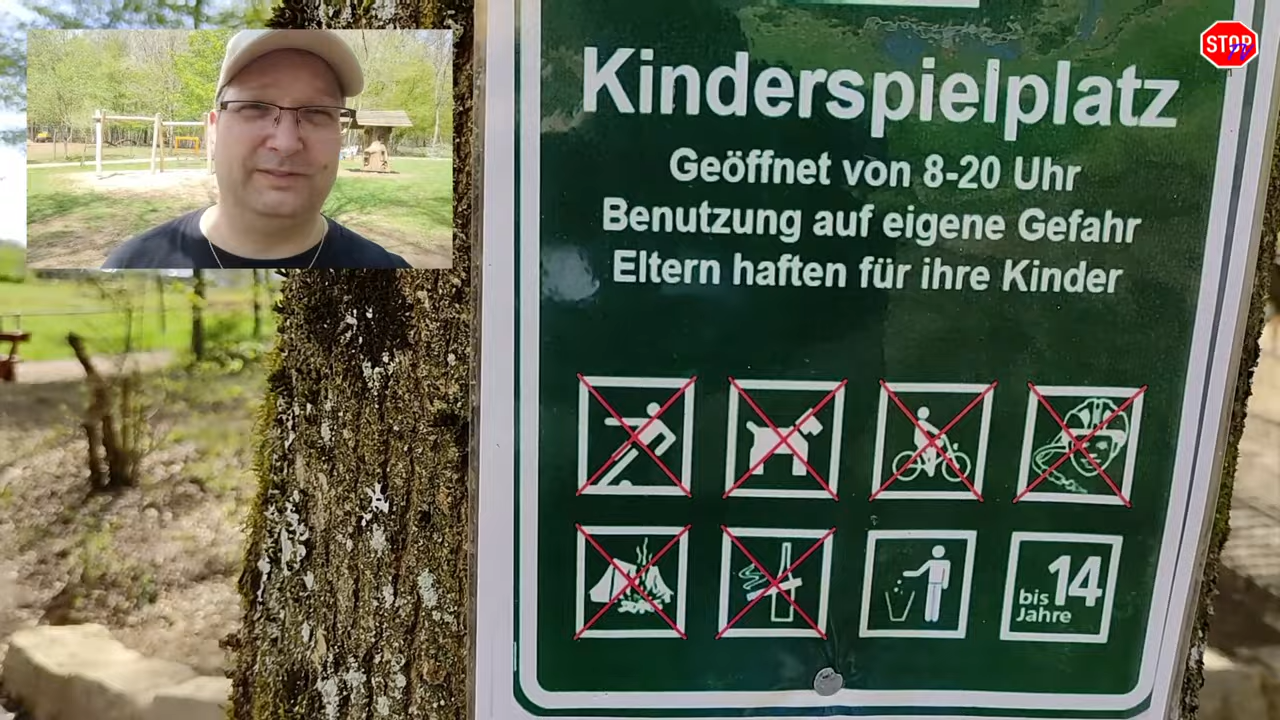 STOP
TV
Kinderspielplatz
Geöffnet von 8-20 Uhr
Benutzung auf eigene Gefahr
Eltern haften für ihre Kinder
bis 14
Jahre